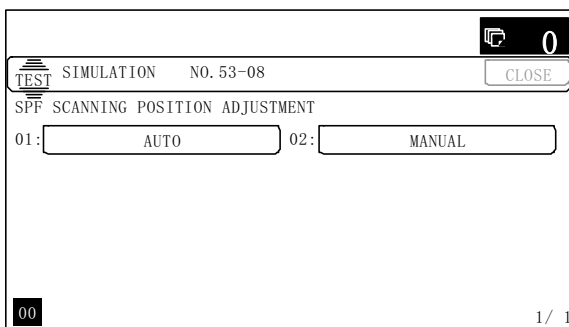 0
TEST SIMULATION NO.53-08 CLOSE
SPF SCANNING POSITION ADJUSTMENT
01: AUTO 02: MANUAL
00 1/ 1